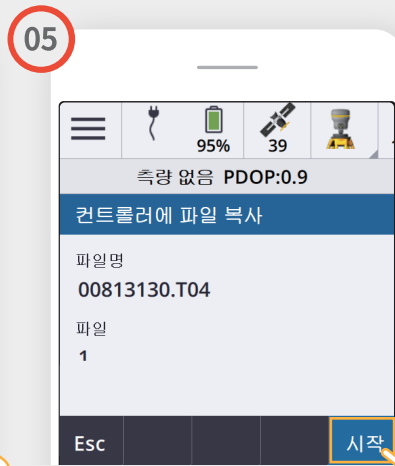 05
95%
39
측량 없음 PDOP:0.9
컨트롤러에 파일 복사
파일명
00813130.T04
파일
1
Esc
시작